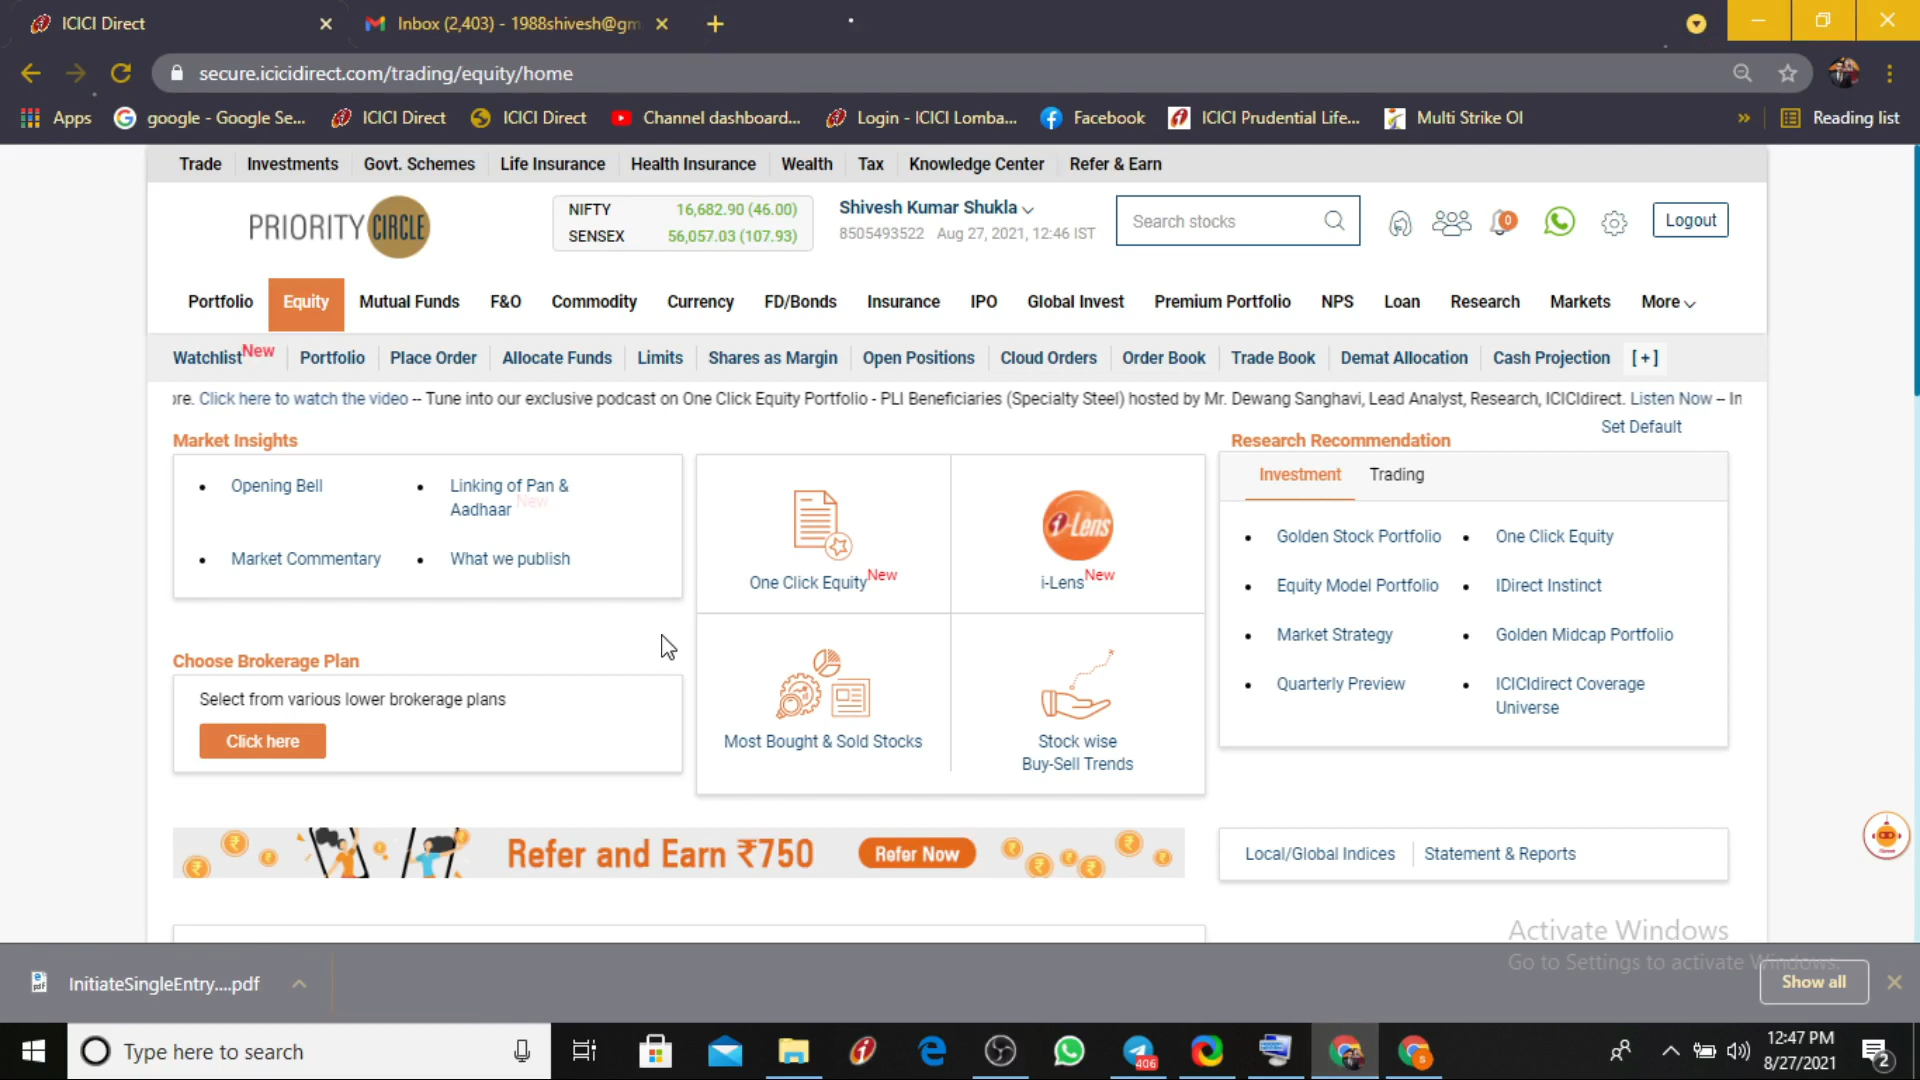 ICICI Direct
Inbox (2,403) - 1988shivesh@gm
secure.icicidirect.com/trading/equity/home
Apps
google - Google Se...
ICICI Direct
ICICI Direct
Channel dashboard...
Login - ICICI Lomba...
Facebook
ICICI Prudential Life...
Multi Strike OI
»
Reading list
Trade Investments Govt. Schemes Life Insurance Health Insurance Wealth Tax Knowledge Center Refer & Earn
PRIORITY CIRCLE
NIFTY 16,682.90 (46.00)
SENSEX 56,057.03 (107.93)
Shivesh Kumar Shukla
8505493522 Aug 27, 2021, 12:46 IST
Search stocks
0
Logout
Portfolio Equity Mutual Funds F&O Commodity Currency FD/Bonds Insurance IPO Global Invest Premium Portfolio NPS Loan Research Markets More
Watchlist New Portfolio Place Order Allocate Funds Limits Shares as Margin Open Positions Cloud Orders Order Book Trade Book Demat Allocation Cash Projection [+]
ore. Click here to watch the video -- Tune into our exclusive podcast on One Click Equity Portfolio - PLI Beneficiaries (Specialty Steel) hosted by Mr. Dewang Sanghavi, Lead Analyst, Research, ICICIdirect. Listen Now -- In
Set Default
Market Insights
• Opening Bell
• Linking of Pan &
Aadhaar New
• Market Commentary
• What we publish
Choose Brokerage Plan
Select from various lower brokerage plans
Click here
One Click Equity New
i-Lens
i-Lens New
Most Bought & Sold Stocks
Stock wise
Buy-Sell Trends
Research Recommendation
Investment Trading
• Golden Stock Portfolio
• One Click Equity
• Equity Model Portfolio
• IDirect Instinct
• Market Strategy
• Golden Midcap Portfolio
• Quarterly Preview
• ICICIdirect Coverage
Universe
Refer and Earn ₹750 Refer Now
Local/Global Indices Statement & Reports
Activate Windows
Go to Settings to activate Windows.
InitiateSingleEntry....pdf
Show all
Type here to search
406
12:47 PM
8/27/2021
2